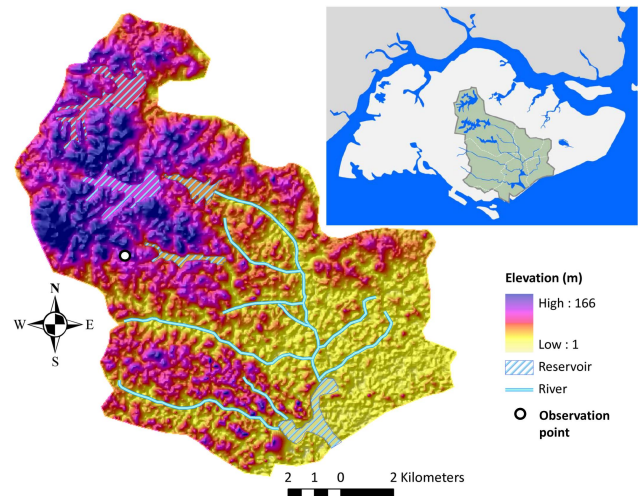 N
W E
S
Elevation (m)
High : 166
Low : 1
Reservoir
River
Observation
point
2 1 0 2 Kilometers